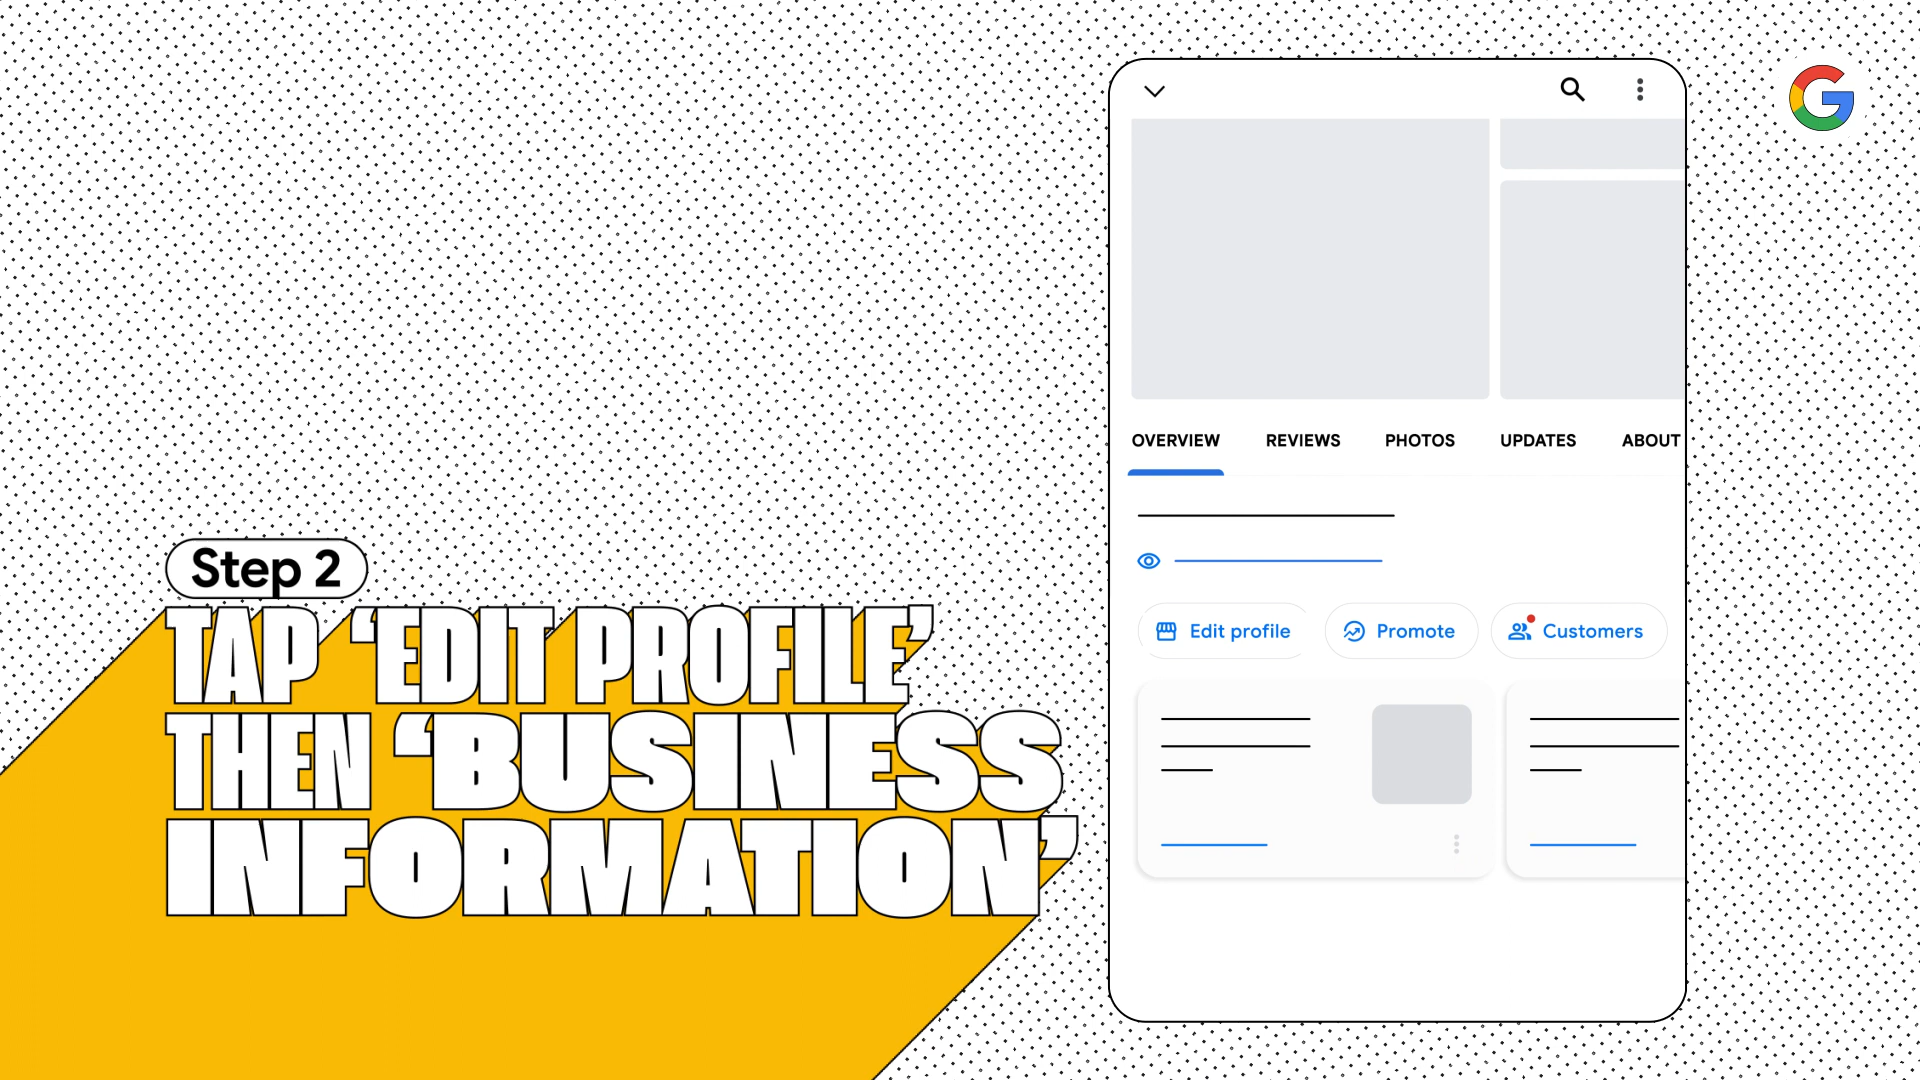 Step 2
TAP ‘EDIT PROFILE’
THEN ‘BUSINESS
INFORMATION’
OVERVIEW REVIEWS PHOTOS UPDATES ABOUT
Edit profile Promote Customers